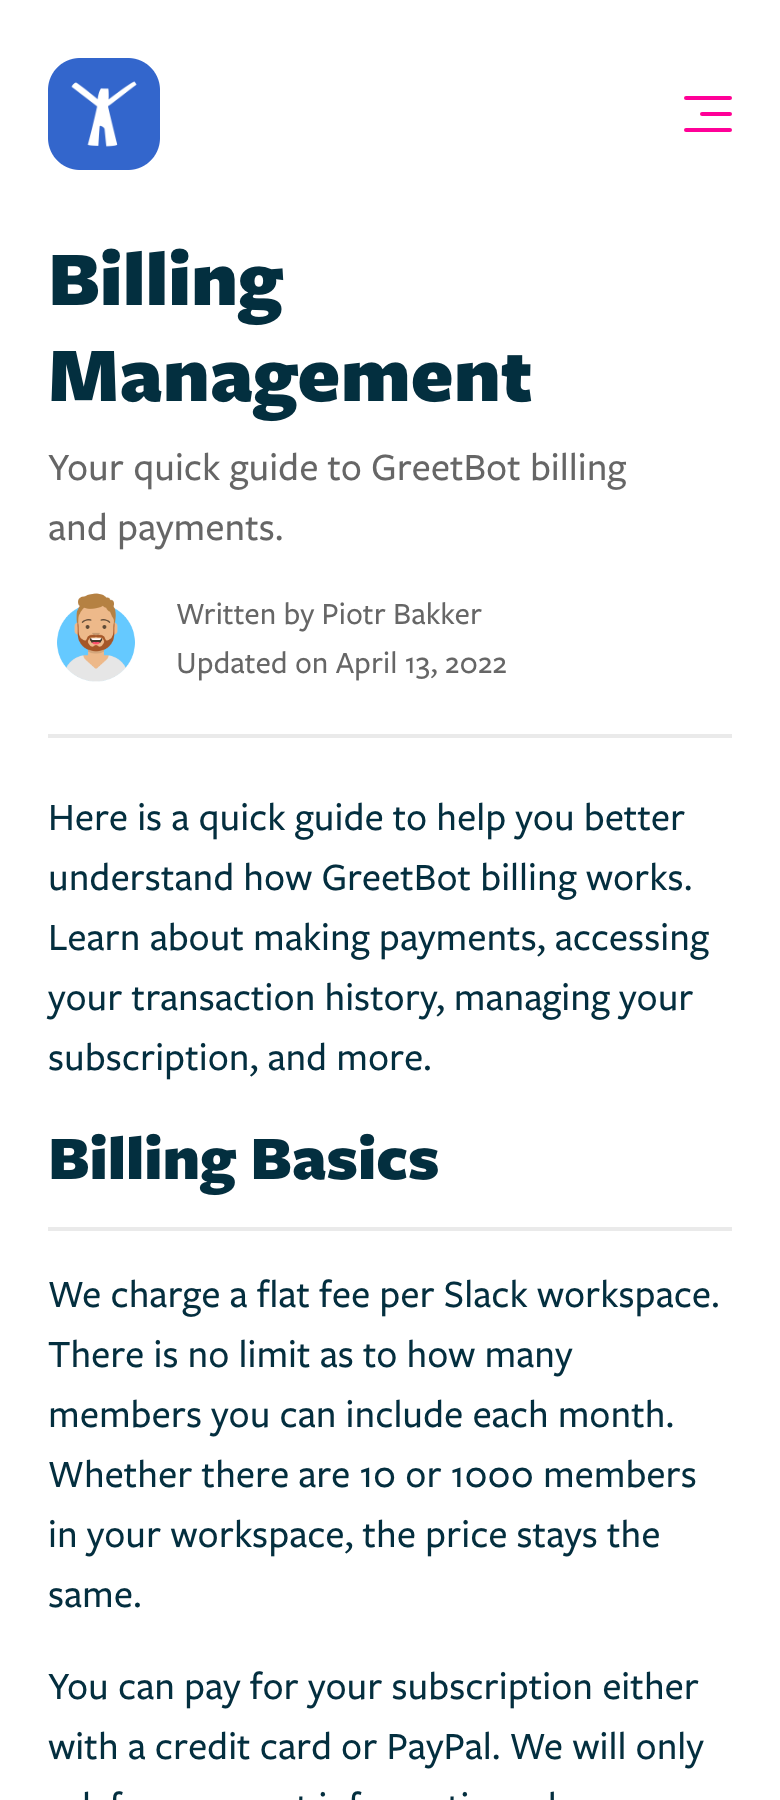 Billing
Management
Your quick guide to GreetBot billing
and payments.
Written by Piotr Bakker
Updated on April 13, 2022
Here is a quick guide to help you better
understand how GreetBot billing works.
Learn about making payments, accessing
your transaction history, managing your
subscription, and more.
Billing Basics
We charge a flat fee per Slack workspace.
There is no limit as to how many
members you can include each month.
Whether there are 10 or 1000 members
in your workspace, the price stays the
same.
You can pay for your subscription either
with a credit card or PayPal. We will only